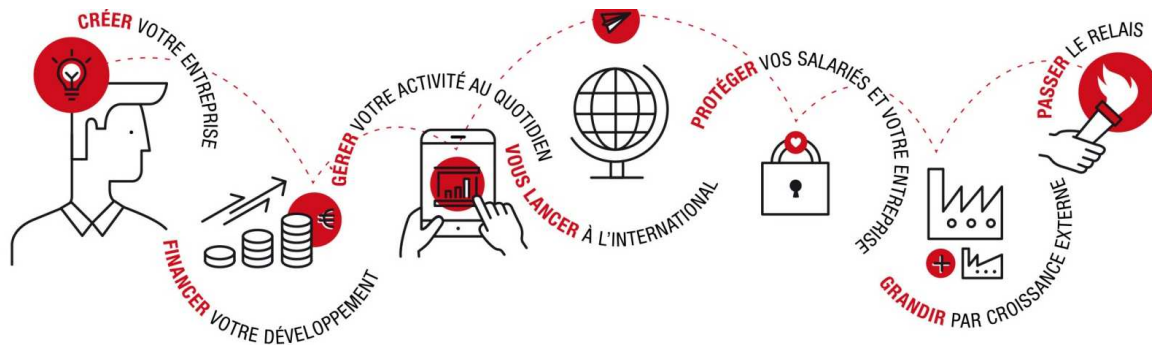 CRÉER VOTRE ENTREPRISE
FINANCER VOTRE DÉVELOPPEMENT
€
GÉRER VOTRE ACTIVITÉ AU QUOTIDIEN
VOUS LANCER À L'INTERNATIONAL
PROTÉGER VOS SALARIÉS ET VOTRE ENTREPRISE
GRANDIR PAR CROISSANCE EXTERNE
PASSER LE RELAIS